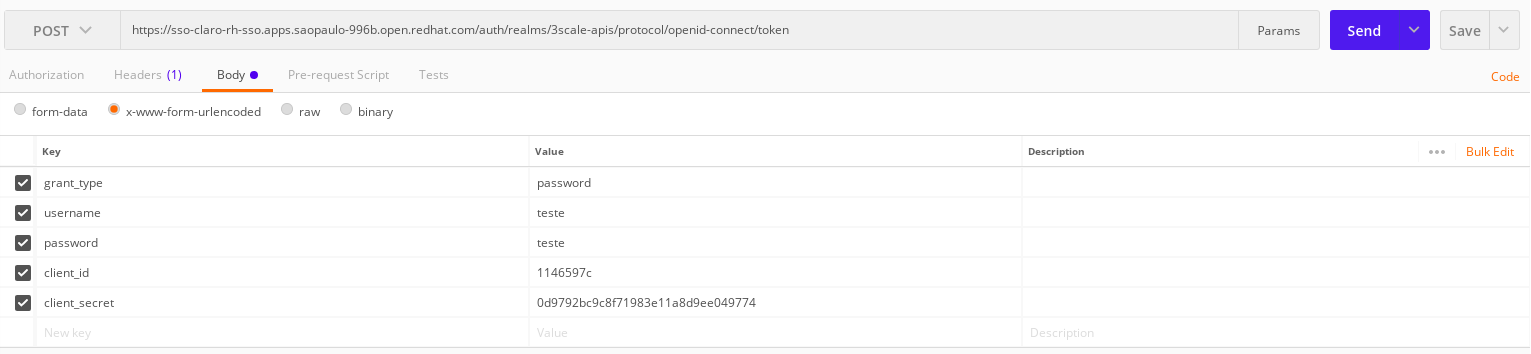 POST https://sso-claro-rh-sso.apps.saopaulo-996b.open.redhat.com/auth/realms/3scale-apis/protocol/openid-connect/token Params Send Save
Authorization Headers (1) Body Pre-request Script Tests Code
form-data x-www-form-urlencoded raw binary
Key Value Description Bulk Edit
grant_type password
username teste
password teste
client_id 1146597c
client_secret 0d9792bc9c8f71983e11a8d9ee049774
New key Value Description